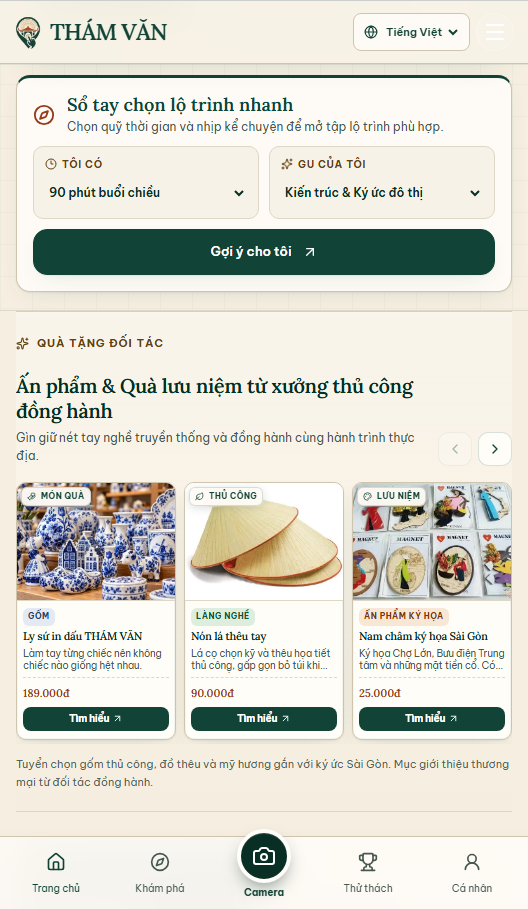 THÁM VĂN
Tiếng Việt
Sổ tay chọn lộ trình nhanh
Chọn quỹ thời gian và nhịp kể chuyện để mở tập lộ trình phù hợp.
TÔI CÓ
90 phút buổi chiều
GU CỦA TÔI
Kiến trúc & Ký ức đô thị
Gợi ý cho tôi
QUÀ TẶNG ĐỐI TÁC
Ấn phẩm & Quà lưu niệm từ xưởng thủ công
đồng hành
Gìn giữ nét tay nghề truyền thống và đồng hành cùng hành trình thực
địa.
MÓN QUÀ
GỐM
Ly sứ in dấu THÁM VĂN
Làm tay từng chiếc nên không
chiếc nào giống hệt nhau.
189.000đ
Tìm hiểu
THỦ CÔNG
LÀNG NGHỀ
Nón lá thêu tay
Lá cọ chọn kỹ và thêu họa tiết
thủ công, gấp gọn bỏ túi khi...
90.000đ
Tìm hiểu
LƯU NIỆM
MAGNET
MAGNET
ẤN PHẨM KÝ HỌA
Nam châm ký họa Sài Gòn
Ký họa Chợ Lớn, Bưu điện Trung
tâm và những mặt tiền cổ. Có...
25.000đ
Tìm hiểu
Tuyển chọn gốm thủ công, đồ thêu và mỹ hương gắn với ký ức Sài Gòn. Mục giới thiệu thương
mại từ đối tác đồng hành.
Trang chủ
Khám phá
Camera
Thử thách
Cá nhân